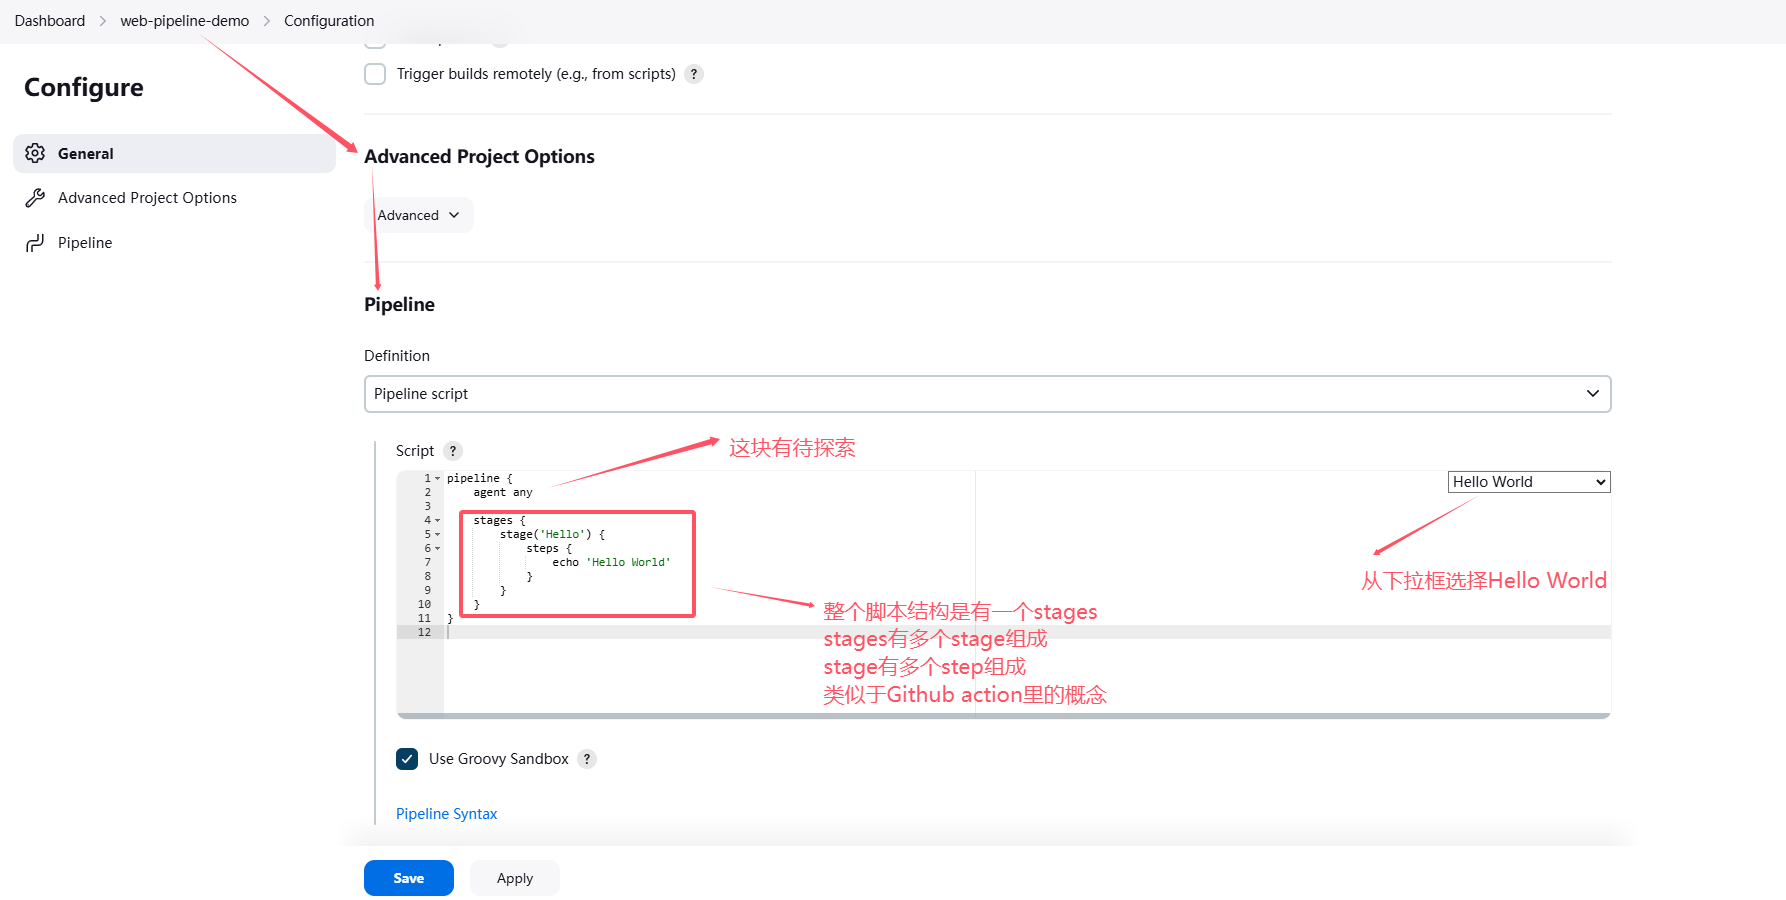 Dashboard > web-pipeline-demo > Configuration
Configure
General
Advanced Project Options
Pipeline
Trigger builds remotely (e.g., from scripts) ?
Advanced Project Options
Advanced
Pipeline
Definition
Pipeline script
Script ?
这块有待探索
Hello World
1 pipeline {
2 agent any
3
4 stages {
5 stage('Hello') {
6 steps {
7 echo 'Hello World'
8 }
9 }
10 }
11 }
12
从下拉框选择Hello World
整个脚本结构是有一个stages
stages有多个stage组成
stage有多个step组成
类似于Github action里的概念
Use Groovy Sandbox ?
Pipeline Syntax
Save
Apply